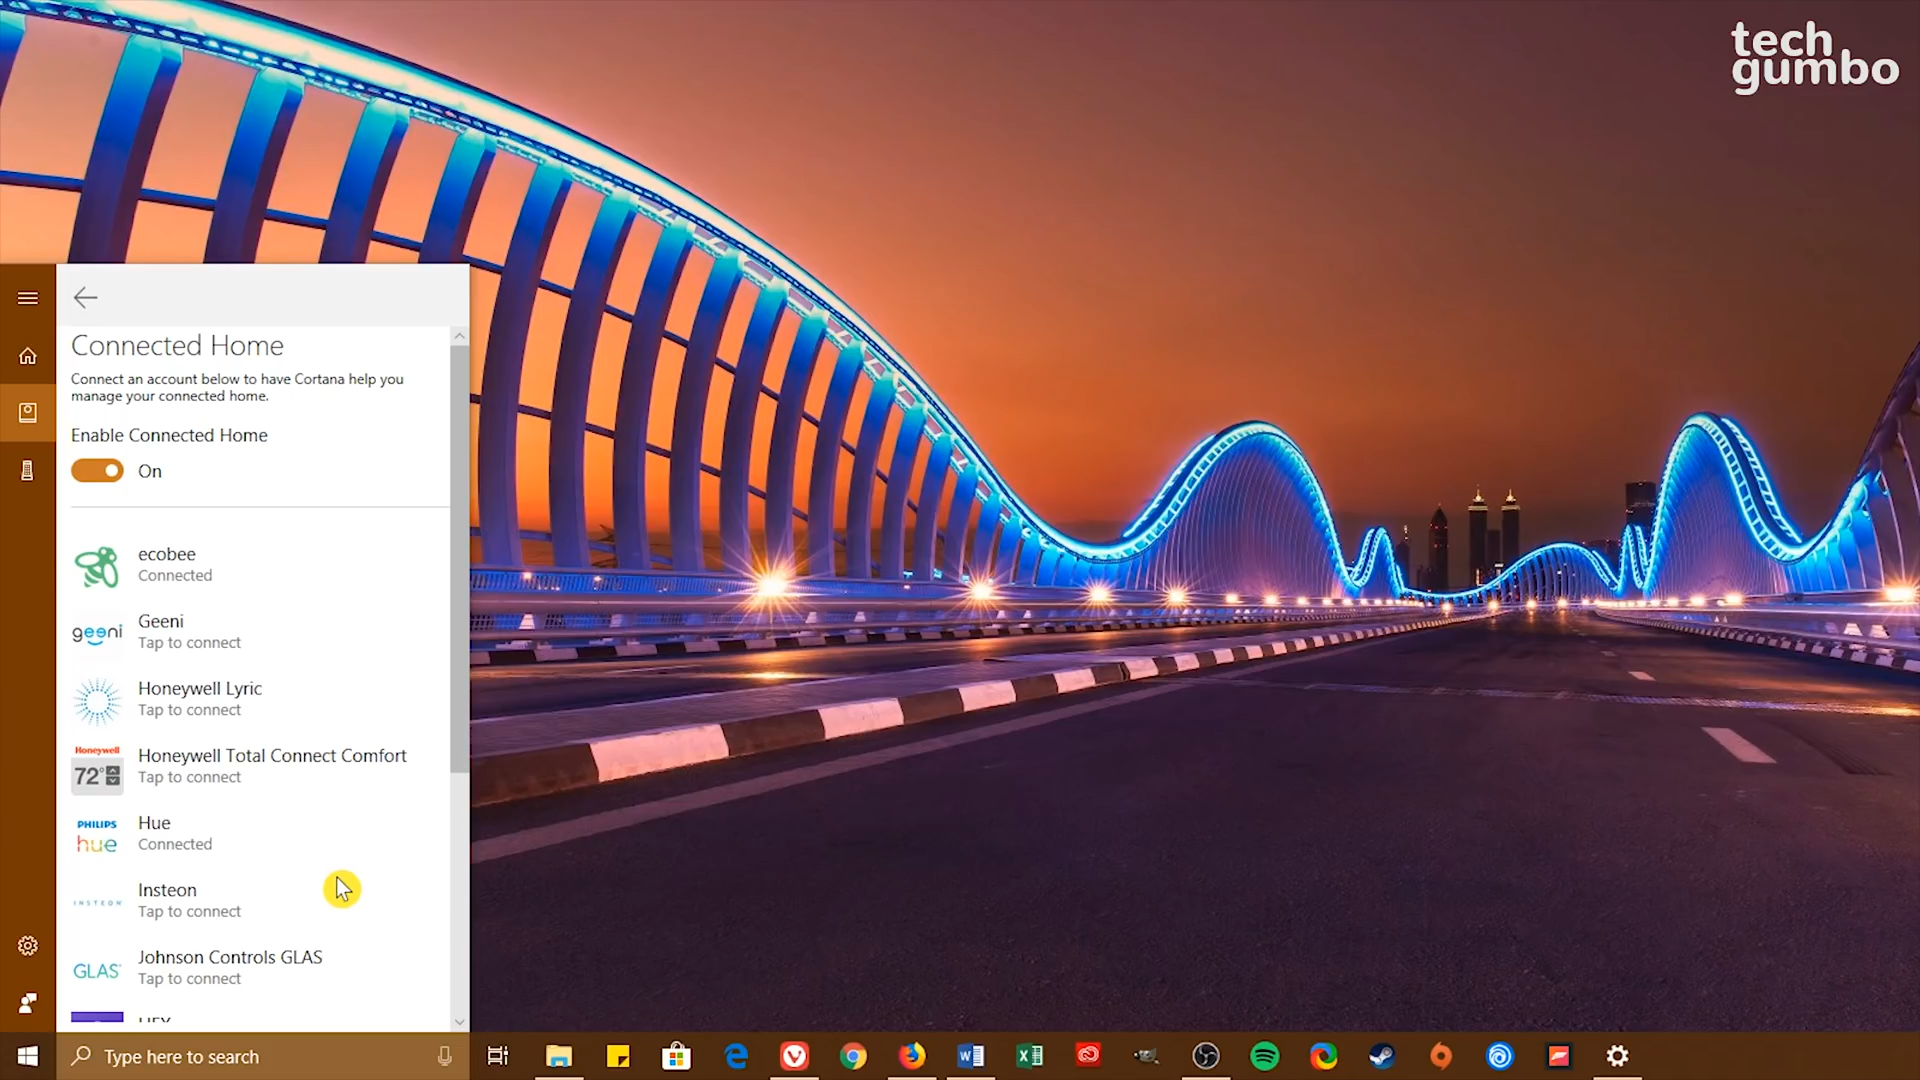 tech
gumbo
Connected Home
Connect an account below to have Cortana help you
manage your connected home.
Enable Connected Home
On
ecobee
Connected
geeni
Geeni
Tap to connect
Honeywell Lyric
Tap to connect
Honeywell
72°
Honeywell Total Connect Comfort
Tap to connect
PHILIPS
hue
Hue
Connected
INSTEON
Insteon
Tap to connect
GLAS
Johnson Controls GLAS
Tap to connect
Type here to search